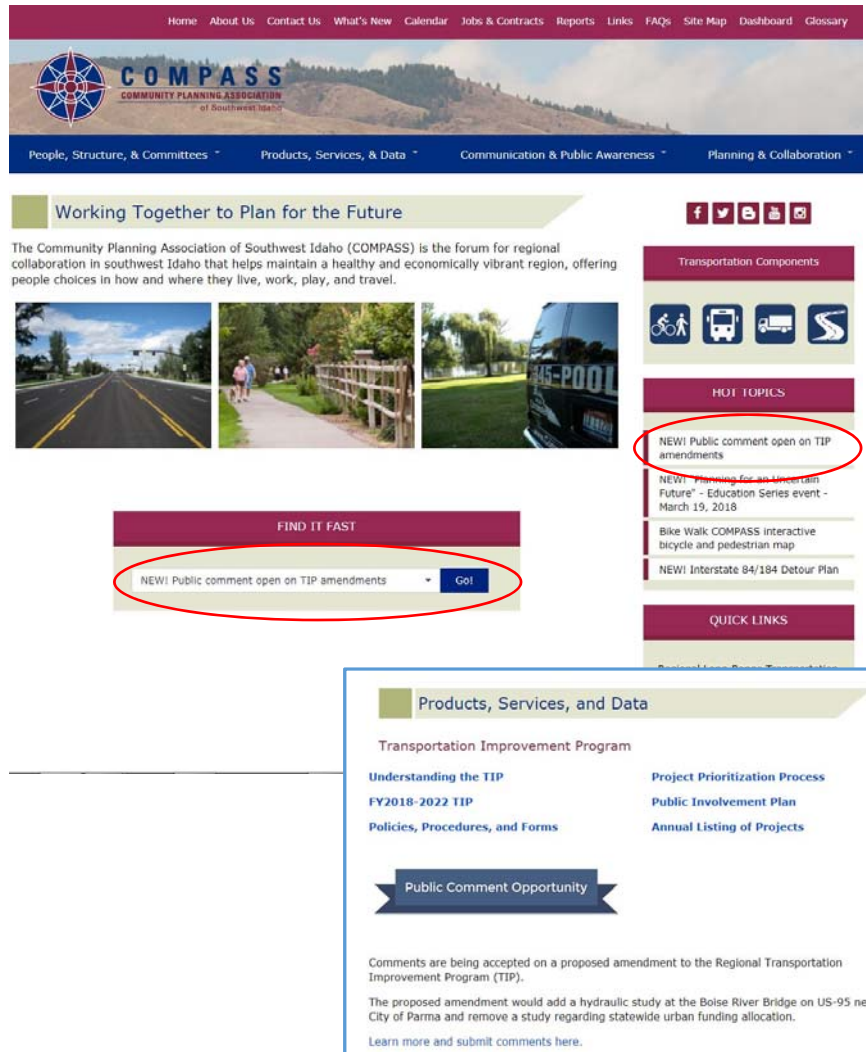 Home About Us Contact Us What's New Calendar Jobs & Contracts Reports Links FAQs Site Map Dashboard Glossary
COMPASS
COMMUNITY PLANNING ASSOCIATION
of Southwest Idaho
People, Structure, & Committees Products, Services, & Data Communication & Public Awareness Planning & Collaboration
Working Together to Plan for the Future
The Community Planning Association of Southwest Idaho (COMPASS) is the forum for regional
collaboration in southwest Idaho that helps maintain a healthy and economically vibrant region, offering
people choices in how and where they live, work, play, and travel.
345-POOL
FIND IT FAST
NEW! Public comment open on TIP amendments Go!
Transportation Components
HOT TOPICS
NEW! Public comment open on TIP
amendments
NEW! "Planning for an Uncertain
Future" - Education Series event -
March 19, 2018
Bike Walk COMPASS interactive
bicycle and pedestrian map
NEW! Interstate 84/184 Detour Plan
QUICK LINKS
Products, Services, and Data
Transportation Improvement Program
Understanding the TIP Project Prioritization Process
FY2018-2022 TIP Public Involvement Plan
Policies, Procedures, and Forms Annual Listing of Projects
Public Comment Opportunity
Comments are being accepted on a proposed amendment to the Regional Transportation
Improvement Program (TIP).
The proposed amendment would add a hydraulic study at the Boise River Bridge on US-95 ne
City of Parma and remove a study regarding statewide urban funding allocation.
Learn more and submit comments here.